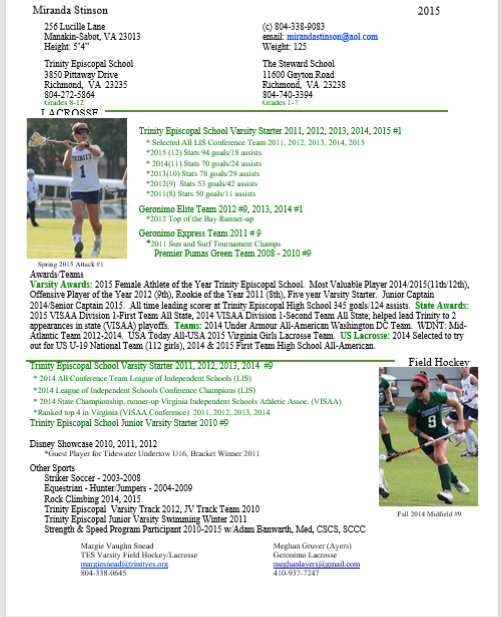 Miranda Stinson 2015
256 Lucille Lane (c) 804-338-9083
Manakin-Sabot, VA 23013 email: mirandastinson@aol.com
Height: 5’4” Weight: 125
Trinity Episcopal School The Steward School
3850 Pittaway Drive 11600 Gayton Road
Richmond, VA 23235 Richmond, VA 23238
804-272-5864 804-740-3394
Grades 8-12 Grades 1-7
LACROSSE
Trinity Episcopal School Varsity Starter 2011, 2012, 2013, 2014, 2015 #1
* Selected All LIS Conference Team 2011, 2012, 2013, 2014, 2015
*2015 (12) Stats 94 goals/18 assists
* 2014(11) Stats 70 goals/24 assists
*2013(10) Stats 78 goals/29 assists
*2012(9) Stats 53 goals/42 assists
*2011(8) Stats 50 goals/11 assists
Geronimo Elite Team 2012 #9, 2013, 2014 #1
*2012 Top of the Bay Runner-up
Geronimo Express Team 2011 # 9
*2011 Sun and Surf Tournament Champs
Premier Pumas Green Team 2008 - 2010 #9
TRINITY
1
Spring 2015 Attack #1
Awards/Teams
Varsity Awards: 2015 Female Athlete of the Year Trinity Episcopal School. Most Valuable Player 2014/2015(11th/12th),
Offensive Player of the Year 2012 (9th), Rookie of the Year 2011 (8th), Five year Varsity Starter. Junior Captain
2014/Senior Captain 2015. All time leading scorer at Trinity Episcopal High School 345 goals/124 assists. State Awards:
2015 VISAA Division 1-First Team All State, 2014 VISAA Division 1-Second Team All State; helped lead Trinity to 2
appearances in state (VISAA) playoffs. Teams: 2014 Under Armour All-American Washington DC Team. WDNT: Mid-
Atlantic Team 2012-2014. USA Today All-USA 2015 Virginia Girls Lacrosse Team. US Lacrosse: 2014 Selected to try
out for US U-19 National Team (112 girls), 2014 & 2015 First Team High School All-American.
Field Hockey
Trinity Episcopal School Varsity Starter 2011, 2012, 2013, 2014 #9
* 2014 All Conference Team League of Independent Schools (LIS)
*2014 League of Independent Schools Conference Champions (LIS)
* 2014 State Championship, runner-up Virginia Independent Schools Athletic Assoc. (VISAA)
*Ranked top 4 in Virginia (VISAA Conference) 2011, 2012, 2013, 2014
Trinity Episcopal School Junior Varsity Starter 2010 #9
9
Disney Showcase 2010, 2011, 2012
*Guest Player for Tidewater Undertow U16, Bracket Winner 2011
Other Sports
Striker Soccer - 2003-2008
Equestrian - Hunter/Jumpers - 2004-2009
Rock Climbing 2014, 2015
Trinity Episcopal Varsity Track 2012, JV Track Team 2010
Trinity Episcopal Junior Varsity Swimming Winter 2011
Strength & Speed Program Participant 2010-2015 w/Adam Banwarth, Med, CSCS, SCCC
Fall 2014 Midfield #9
Margie Vaughn Snead Meghan Gruver (Ayers)
TES Varsity Field Hockey/Lacrosse Geronimo Lacrosse
margiesnead@trinityes.org meghanlayers@gmail.com
804-338-0645 410-937-7247